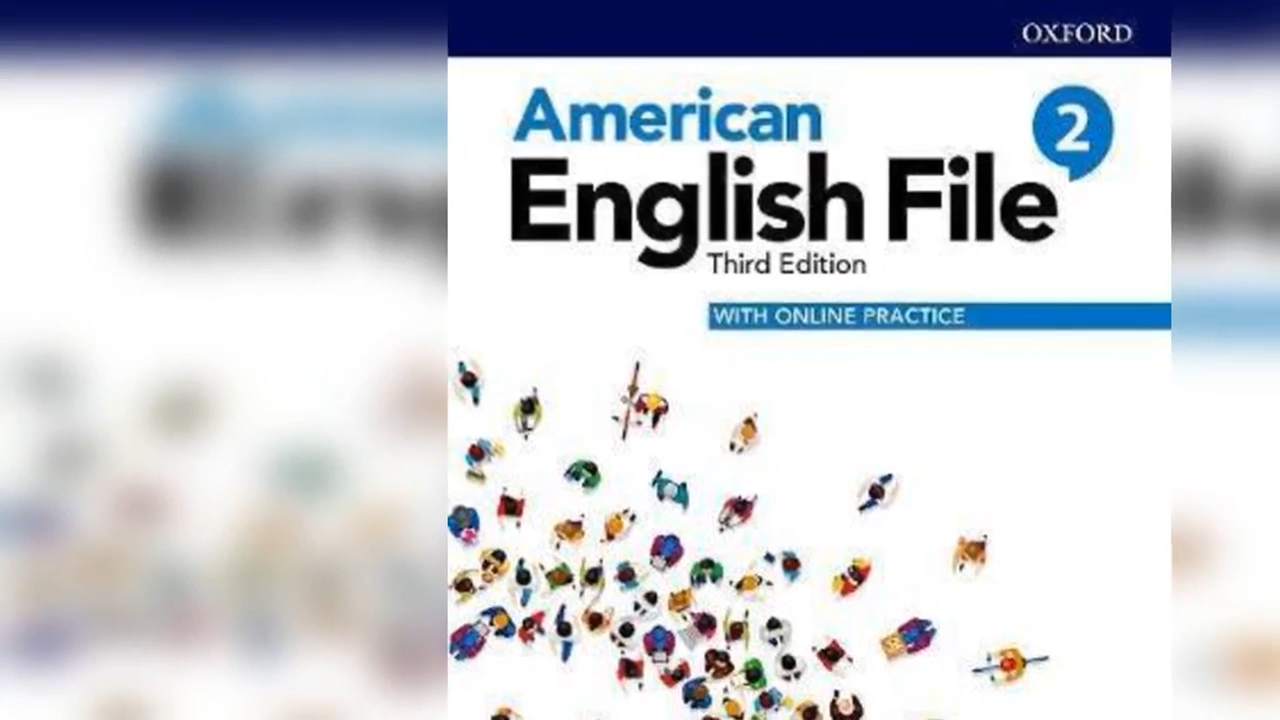 OXFORD
American
2
English File
Third Edition
WITH ONLINE PRACTICE